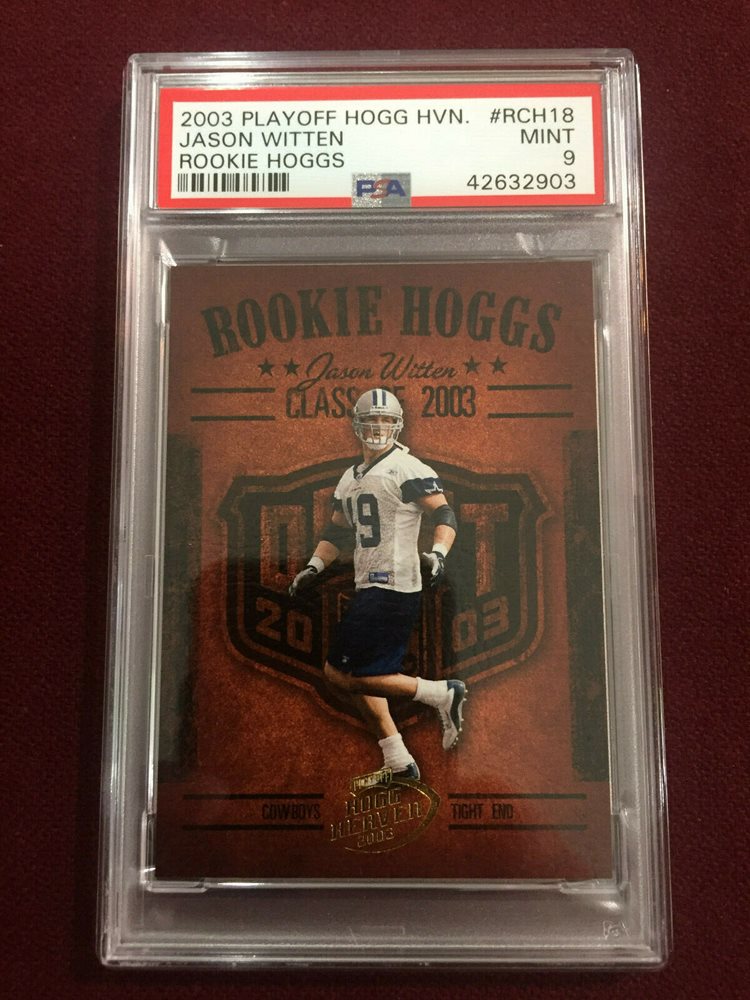 2003 PLAYOFF HOGG HVN. #RCH18
JASON WITTEN MINT
ROOKIE HOGGS 9
PSA 42632903
ROOKIE HOGGS
Jason Witten
CLASS OF 2003
19
20 03
PLAYOFF
COWBOYS HOGG TIGHT END
HEAVEN
2003